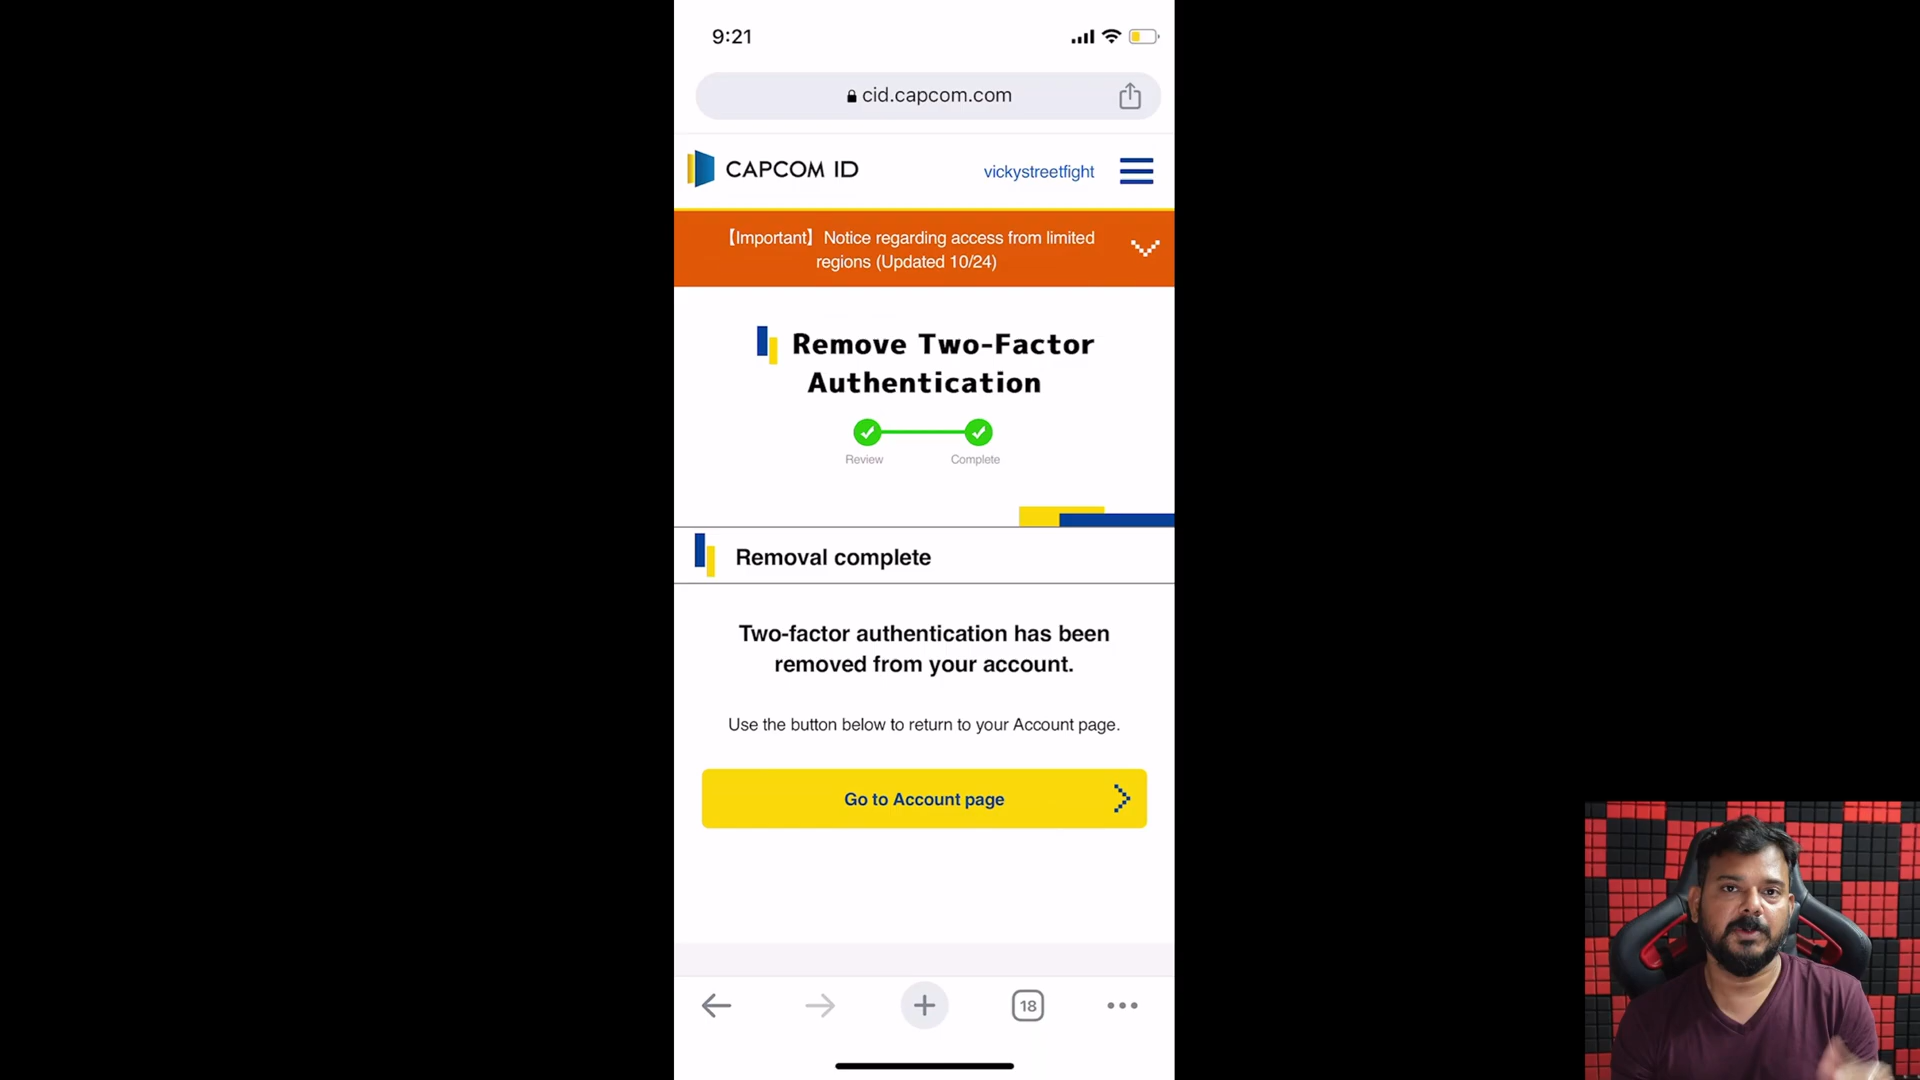 9:21
cid.capcom.com
CAPCOM ID
vickystreetfight
【Important】Notice regarding access from limited
regions (Updated 10/24)
Remove Two-Factor
Authentication
Review
Complete
Removal complete
Two-factor authentication has been
removed from your account.
Use the button below to return to your Account page.
Go to Account page
18